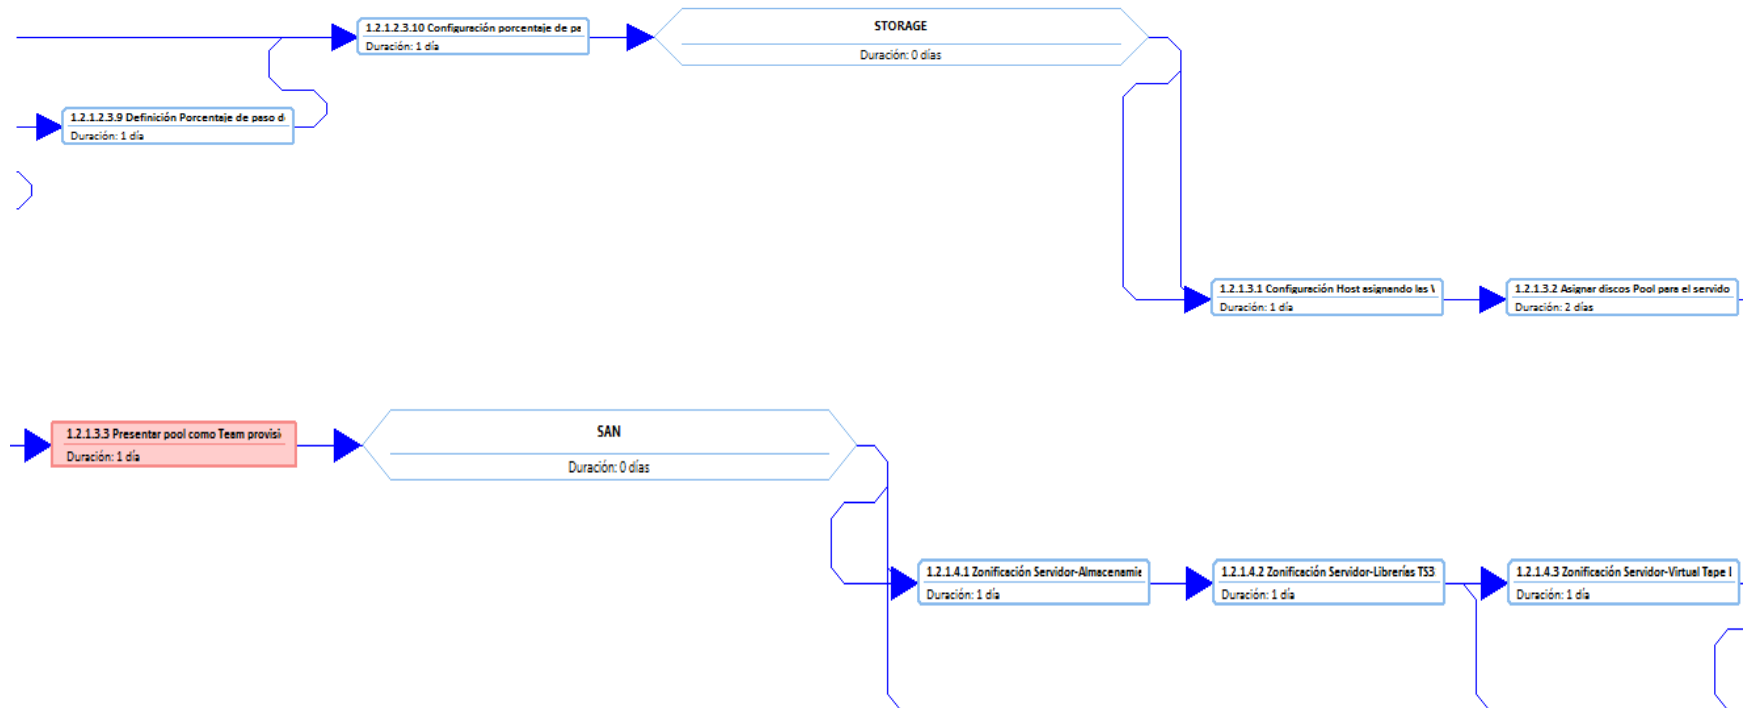 1.2.1.2.3.10 Configuración porcentaje de pa
Duración: 1 día
STORAGE
Duración: 0 días
1.2.1.2.3.9 Definición Porcentaje de paso d
Duración: 1 día
1.2.1.3.1 Configuración Host asignando las
Duración: 1 día
1.2.1.3.2 Asignar discos Pool para el servido
Duración: 2 días
1.2.1.3.3 Presentar pool como Team provisi
Duración: 1 día
SAN
Duración: 0 días
1.2.1.4.1 Zonificación Servidor-Almacenamie
Duración: 1 día
1.2.1.4.2 Zonificación Servidor-Librerías TS3
Duración: 1 día
1.2.1.4.3 Zonificación Servidor-Virtual Tape
Duración: 1 día